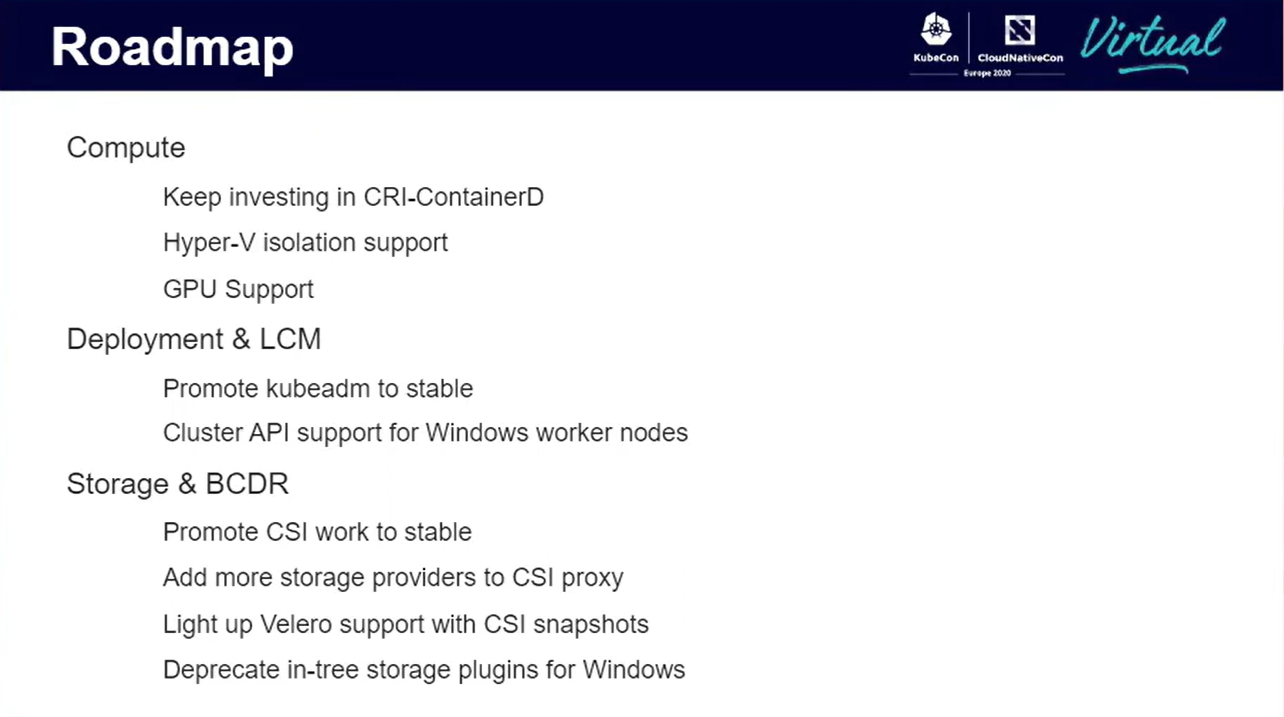 Roadmap
KubeCon
CloudNativeCon
Europe 2020
Virtual
Compute
Keep investing in CRI-ContainerD
Hyper-V isolation support
GPU Support
Deployment & LCM
Promote kubeadm to stable
Cluster API support for Windows worker nodes
Storage & BCDR
Promote CSI work to stable
Add more storage providers to CSI proxy
Light up Velero support with CSI snapshots
Deprecate in-tree storage plugins for Windows